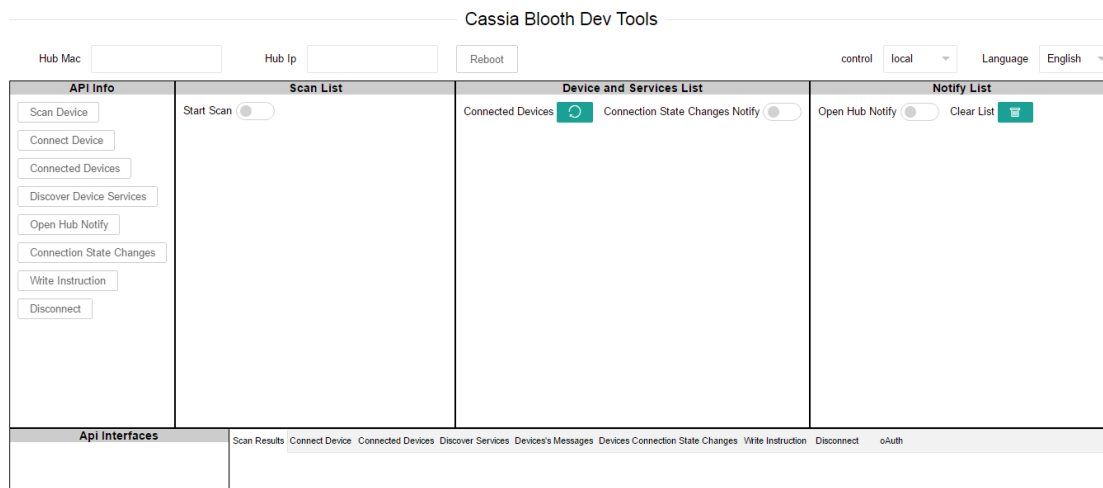 Cassia Blooth Dev Tools
Hub Mac Hub Ip Reboot control local Language English
API Info Scan List Device and Services List Notify List
Scan Device Start Scan Connected Devices Connection State Changes Notify Open Hub Notify Clear List
Connect Device
Connected Devices
Discover Device Services
Open Hub Notify
Connection State Changes
Write Instruction
Disconnect
Api Interfaces Scan Results Connect Device Connected Devices Discover Services Devices's Messages Devices Connection State Changes Write Instruction Disconnect oAuth